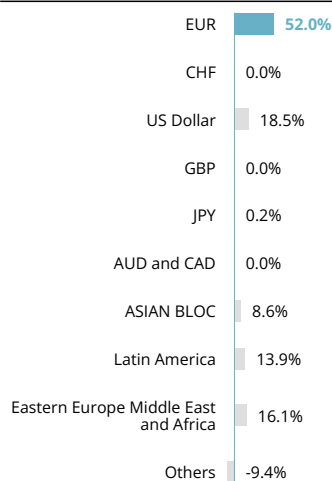 EUR 52.0%
CHF 0.0%
US Dollar 18.5%
GBP 0.0%
JPY 0.2%
AUD and CAD 0.0%
ASIAN BLOC 8.6%
Latin America 13.9%
Eastern Europe Middle East
and Africa 16.1%
Others -9.4%